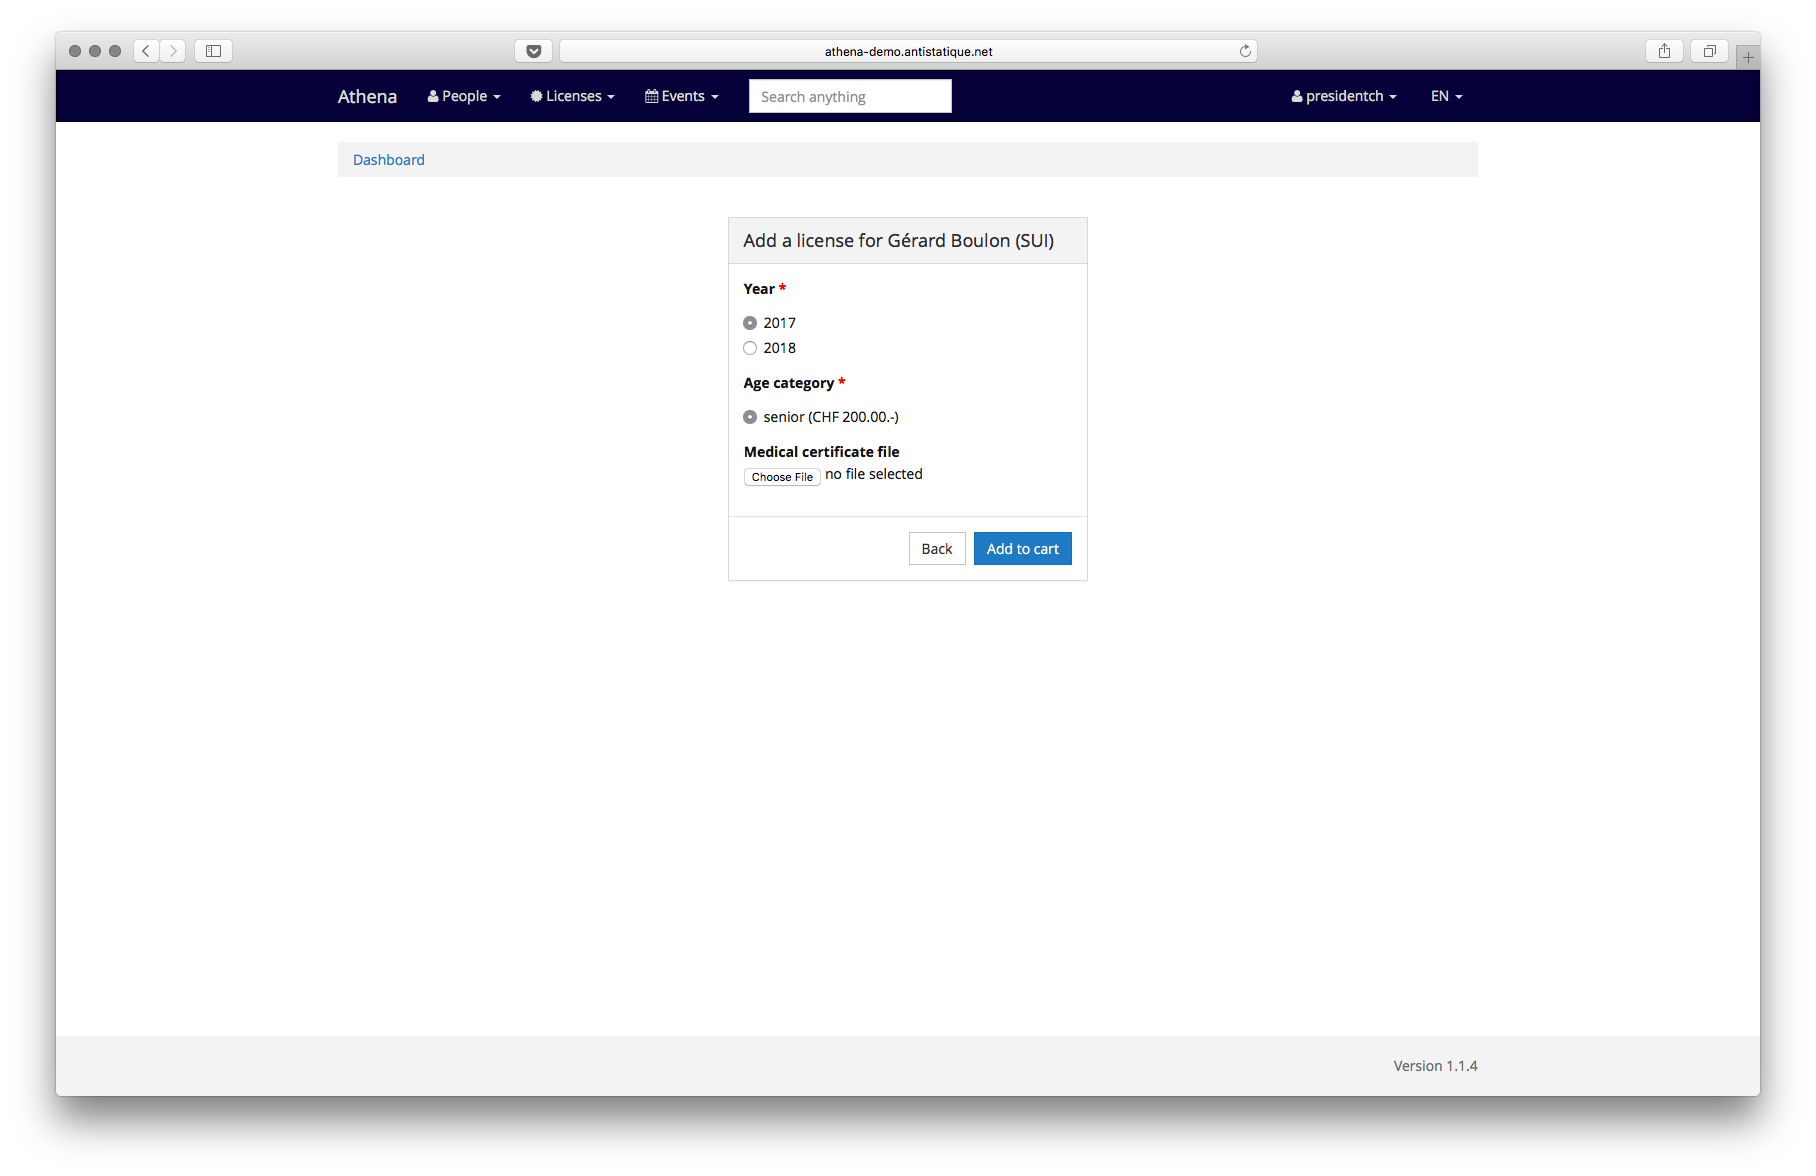 athena-demo.antistatique.net
Athena People Licenses Events Search anything presidentch EN
Dashboard
Add a license for Gérard Boulon (SUI)
Year *
2017
2018
Age category *
senior (CHF 200.00.-)
Medical certificate file
Choose File no file selected
Back Add to cart
Version 1.1.4